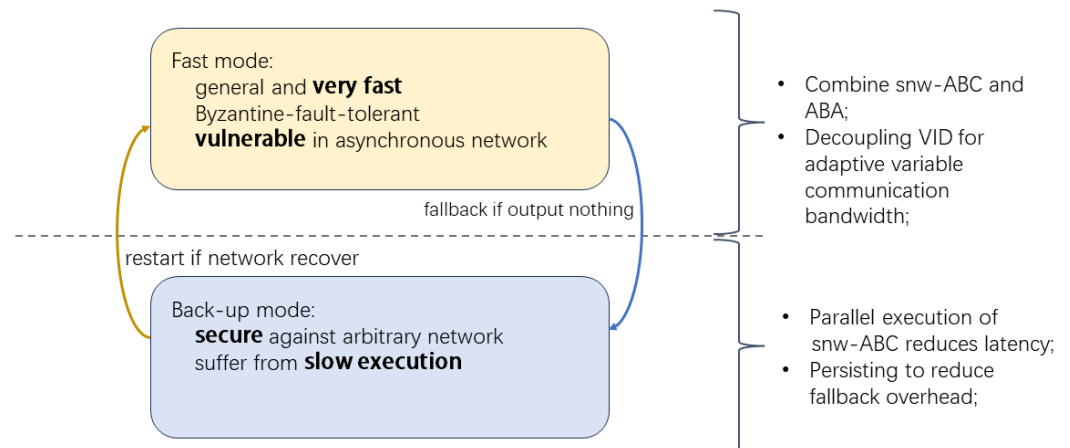 Fast mode:
general and very fast
Byzantine-fault-tolerant
vulnerable in asynchronous network
fallback if output nothing
restart if network recover
Back-up mode:
secure against arbitrary network
suffer from slow execution
• Combine snw-ABC and
ABA;
• Decoupling VID for
adaptive variable
communication
bandwidth;
• Parallel execution of
snw-ABC reduces latency;
• Persisting to reduce
fallback overhead;